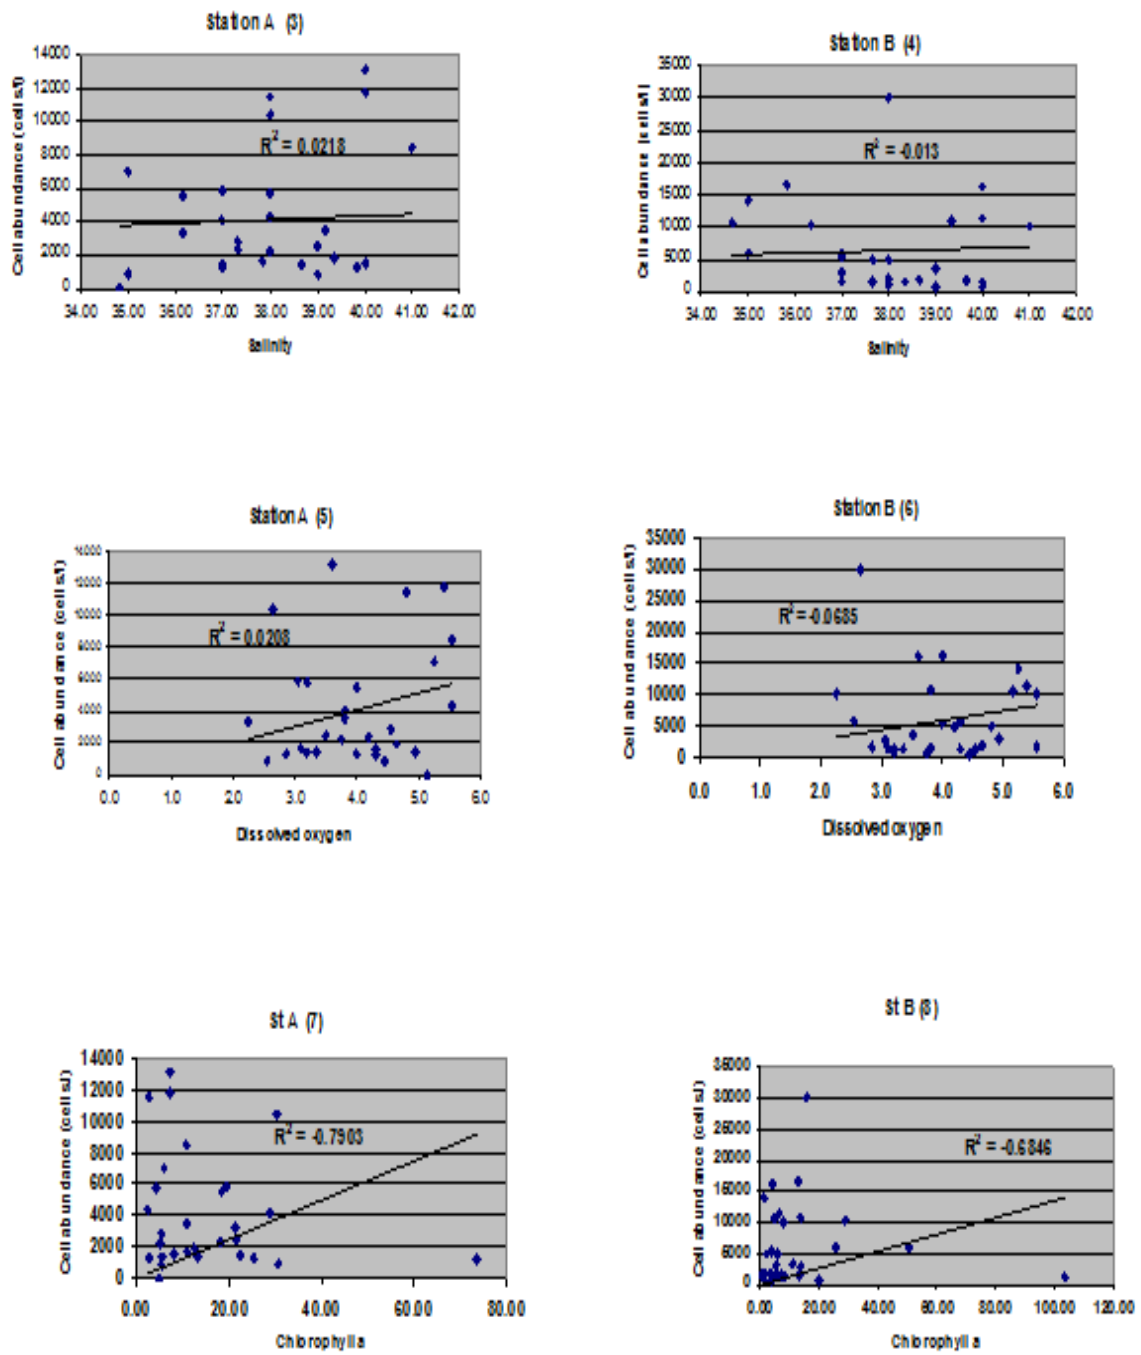 Station A (3)
Cell abundance (cells/l)
14000
12000
10000
8000
6000
4000
2000
0
R² = 0.0218
34.00 35.00 36.00 37.00 38.00 39.00 40.00 41.00 42.00
Salinity
Station B (4)
Cell abundance (cells/l)
35000
30000
25000
20000
15000
10000
5000
0
R² = -0.013
34.00 35.00 36.00 37.00 38.00 39.00 40.00 41.00 42.00
Salinity
Station A (5)
Cell abundance (cells/l)
14000
12000
10000
8000
6000
4000
2000
0
R² = 0.0208
0.0 1.0 2.0 3.0 4.0 5.0 6.0
Dissolved oxygen
Station B (6)
Cell abundance (cells/l)
35000
30000
25000
20000
15000
10000
5000
0
R² = -0.0685
0.0 1.0 2.0 3.0 4.0 5.0 6.0
Dissolved oxygen
St A (7)
Cell abundance (cells.l)
14000
12000
10000
8000
6000
4000
2000
0
R² = -0.7903
0.00 20.00 40.00 60.00 80.00
Chlorophyll a
St B (8)
Cell abundance (cells.l)
35000
30000
25000
20000
15000
10000
5000
0
R² = -0.6846
0.00 20.00 40.00 60.00 80.00 100.00 120.00
Chlorophyll a